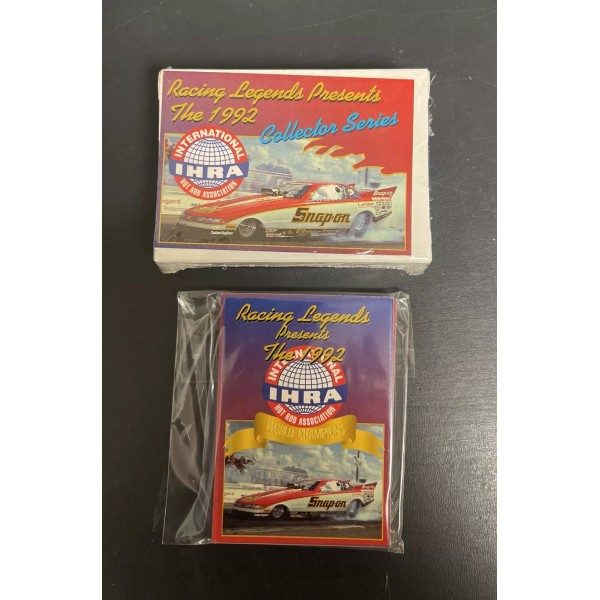 Racing Legends Presents
The 1992
Collector Series
INTERNATIONAL
IHRA
HOT ROD ASSOCIATION
Snap-on
Racing Legends
Presents
The 1992
INTERNATIONAL
IHRA
HOT ROD ASSOCIATION
WORLD CHAMPIONS
Snap-on